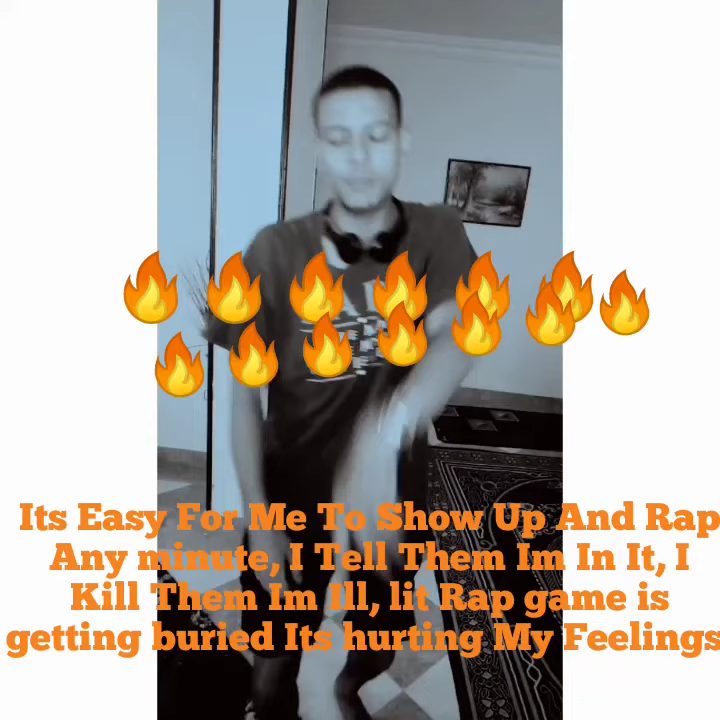 Its Easy For Me To Show Up And Rap
Any minute, I Tell Them Im In It, I
Kill Them Im Ill, lit Rap game is
getting buried Its hurting My Feelings